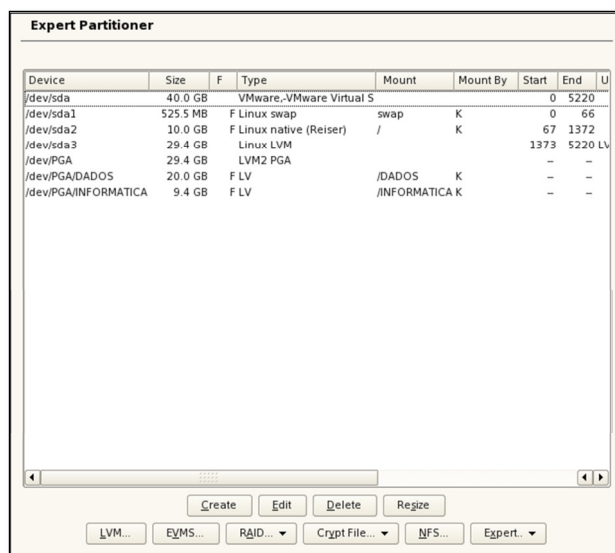 Expert Partitioner
Device Size F Type Mount Mount By Start End U
/dev/sda 40.0 GB VMware,-VMware Virtual S 0 5220
/dev/sda1 525.5 MB F Linux swap swap K 0 66
/dev/sda2 10.0 GB F Linux native (Reiser) / K 67 1372
/dev/sda3 29.4 GB Linux LVM 1373 5220 LV
/dev/PGA 29.4 GB LVM2 PGA -- --
/dev/PGA/DADOS 20.0 GB F LV /DADOS K -- --
/dev/PGA/INFORMATICA 9.4 GB F LV /INFORMATICA K -- --
Create Edit Delete Resize
LVM... EVMS... RAID... Crypt File... NFS... Expert..